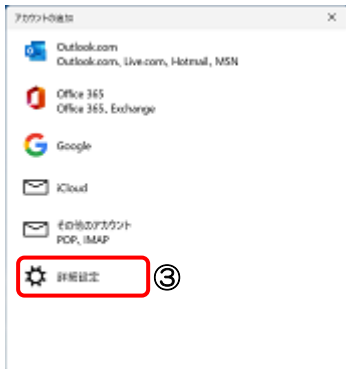 アカウントの追加
Outlook.com
Outlook.com, Live.com, Hotmail, MSN
Office 365
Office 365, Exchange
Google
iCloud
その他のアカウント
POP, IMAP
詳細設定
③